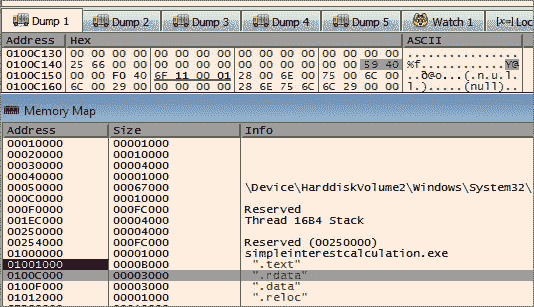 Dump 1 Dump 2 Dump 3 Dump 4 Dump 5 Watch 1 [x=] Loc
Address Hex ASCII
0100C130 00 00 00 00 00 00 00 00 00 00 00 00 00 00 00 00 ................
0100C140 25 66 00 00 00 00 00 00 00 00 00 00 00 00 59 40 %f............Y@
0100C150 00 00 F0 40 6F 11 00 01 28 00 6E 00 75 00 6C 00 ..ð@o...(.n.u.l.
0100C160 6C 00 29 00 00 00 00 00 28 6E 75 6C 6C 29 00 00 l.).....(null)..
Memory Map
Address Size Info
00010000 00010000
00020000 00010000
00030000 00004000
00040000 00001000
00050000 00067000 \Device\HarddiskVolume2\Windows\System32\
000C0000 00010000
000F0000 000FC000 Reserved
001EC000 00004000 Thread 16B4 Stack
00250000 00004000
00254000 000FC000 Reserved (00250000)
01000000 00001000 simpleinterestcalculation.exe
01001000 0000B000 ".text"
0100C000 00003000 ".rdata"
0100F000 00003000 ".data"
01012000 00001000 ".reloc"